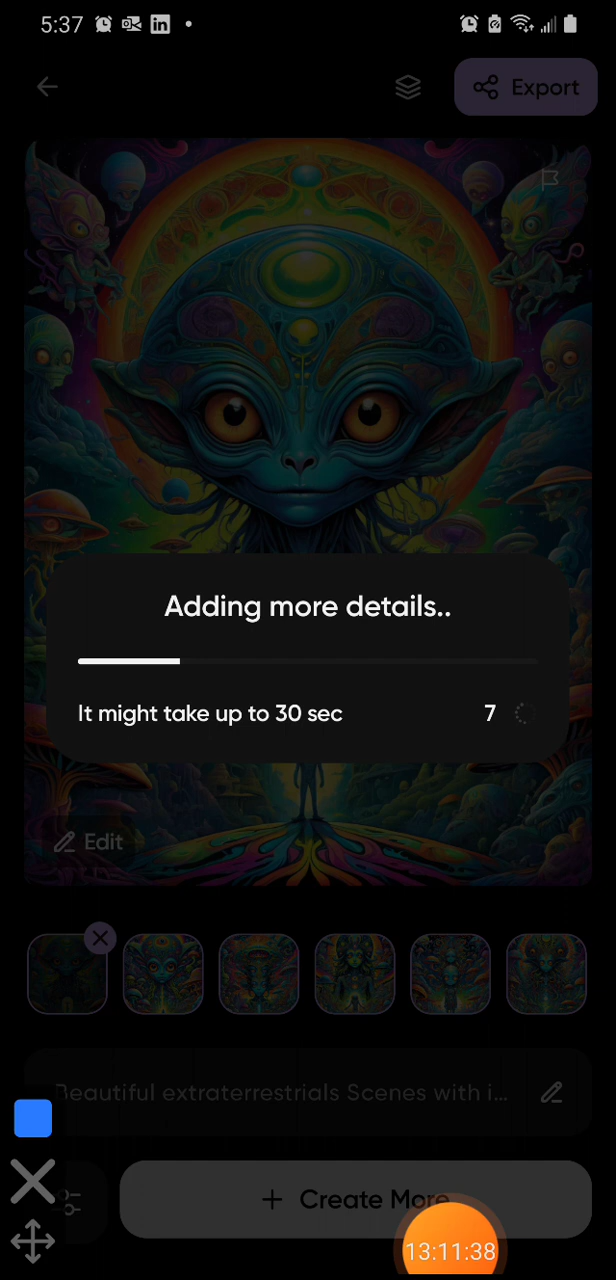 5:37
Export
Adding more details..
It might take up to 30 sec
7
Edit
Beautiful extraterrestrials Scenes with i...
+ Create More
13:11:38